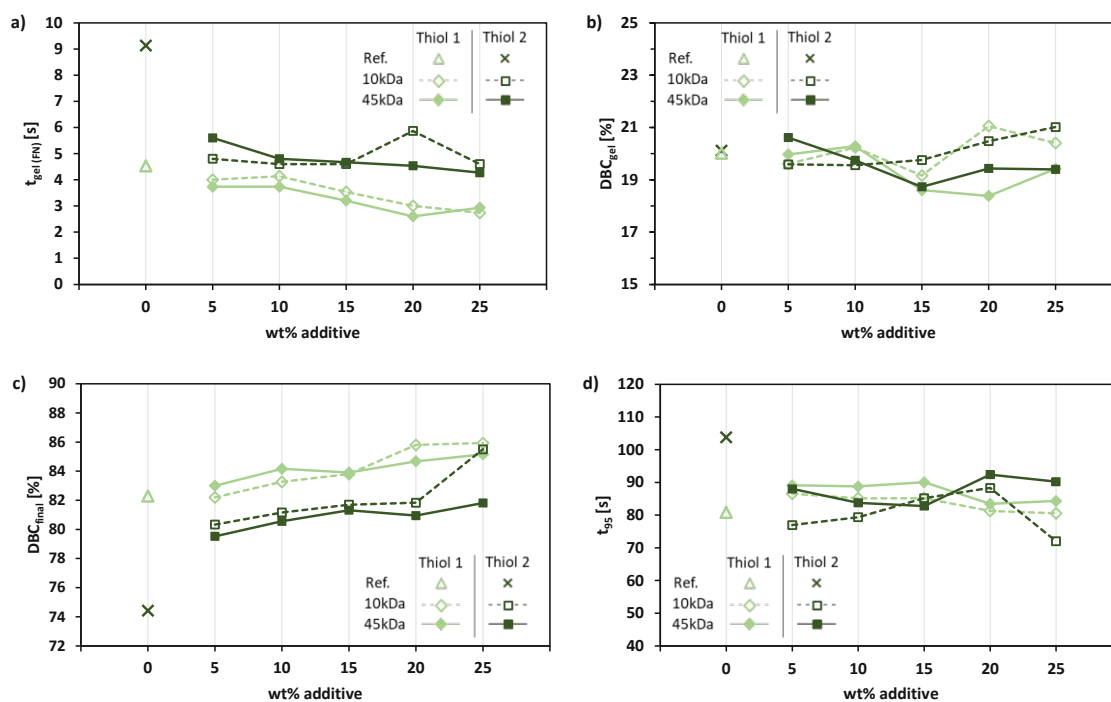 a)
10
9
8
7
6
5
4
3
2
1
0
t_gel (FN) [s]
Thiol 1 Thiol 2
Ref.
10kDa
45kDa
0 5 10 15 20 25
wt% additive
b)
25
23
21
19
17
15
DBC_gel [%]
Thiol 1 Thiol 2
Ref.
10kDa
45kDa
0 5 10 15 20 25
wt% additive
c)
90
88
86
84
82
80
78
76
74
72
DBC_final [%]
Thiol 1 Thiol 2
Ref.
10kDa
45kDa
0 5 10 15 20 25
wt% additive
d)
120
110
100
90
80
70
60
50
40
t_95 [s]
Thiol 1 Thiol 2
Ref.
10kDa
45kDa
0 5 10 15 20 25
wt% additive